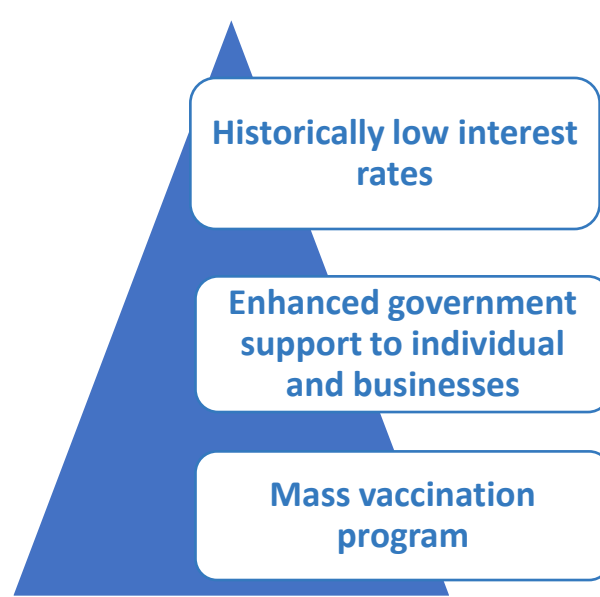 Historically low interest
rates
Enhanced government
support to individual
and businesses
Mass vaccination
program